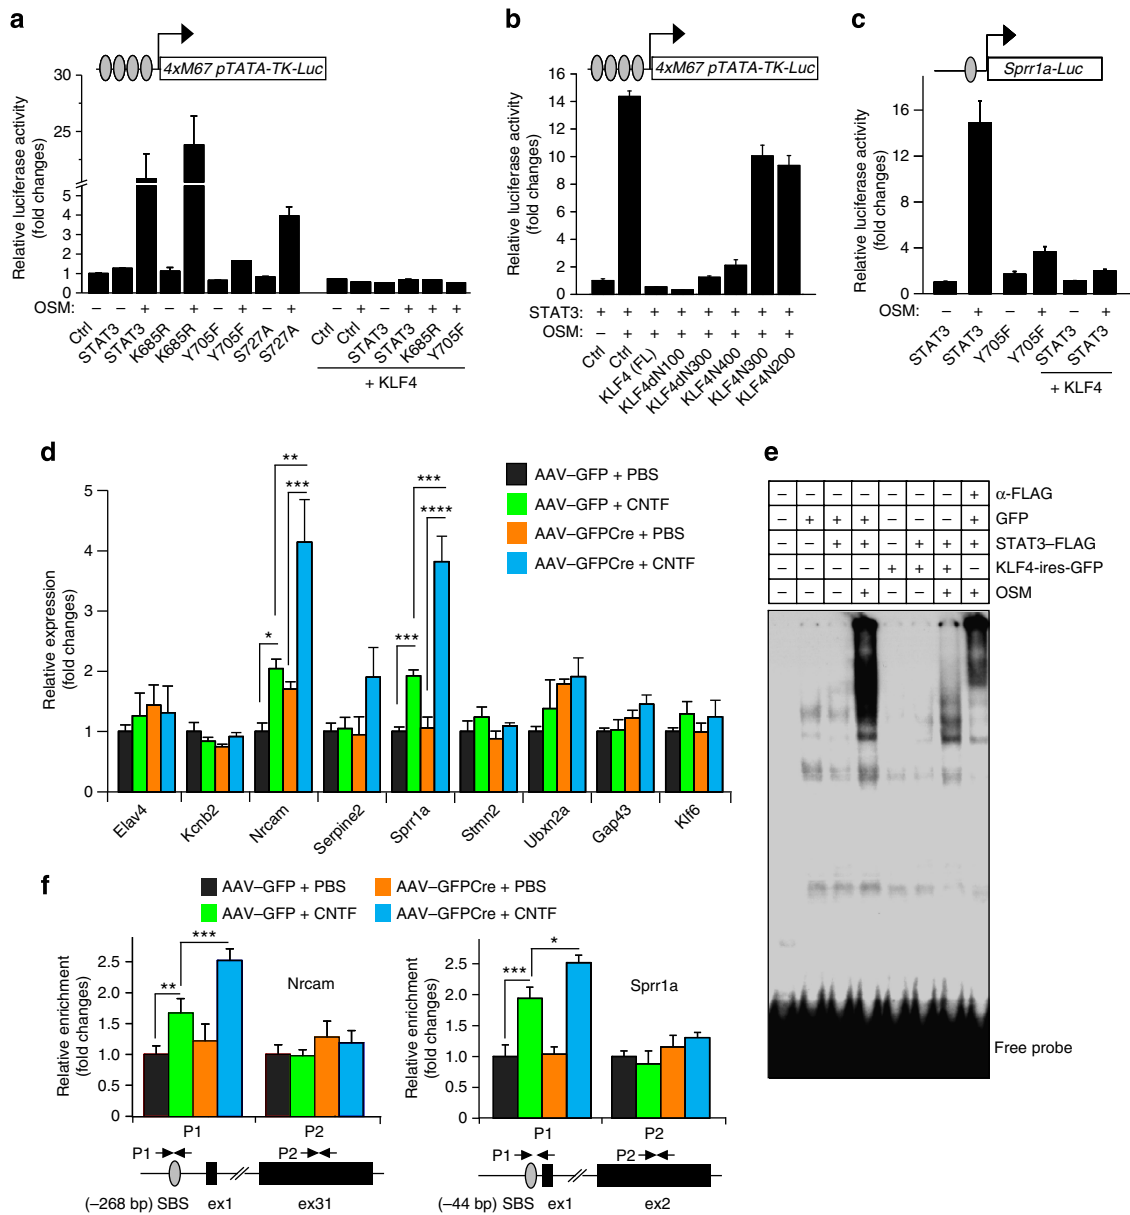 a
4xM67 pTATA-TK-Luc
Relative luciferase activity
(fold changes)
30
25
5
4
3
2
1
0
OSM: – – + – + – + – + – + – + + +
Ctrl
STAT3
STAT3
K685R
K685R
Y705F
Y705F
S727A
S727A
Ctrl
Ctrl
STAT3
STAT3
K685R
Y705F
+ KLF4
b
4xM67 pTATA-TK-Luc
Relative luciferase activity
(fold changes)
16
14
12
10
8
6
4
2
0
STAT3: + + + + + + + +
OSM: – + + + + + + +
Ctrl
Ctrl
KLF4 (FL)
KLF4dN100
KLF4dN300
KLF4N400
KLF4N300
KLF4N200
c
Sprr1a-Luc
Relative luciferase activity
(fold changes)
16
12
8
4
0
OSM: – + – + – +
STAT3
STAT3
Y705F
Y705F
STAT3
STAT3
+ KLF4
d
AAV–GFP + PBS
AAV–GFP + CNTF
AAV–GFPCre + PBS
AAV–GFPCre + CNTF
Relative expression
(fold changes)
5
4
3
2
1
0
**
***
*
***
****
***
Elav4
Kcnb2
Nrcam
Serpine2
Sprr1a
Stmn2
Ubxn2a
Gap43
Klf6
e
– – – – – – – – + α-FLAG
– + + + – – – – + GFP
– – + + – + + + STAT3–FLAG
– – – – + + + – KLF4-ires-GFP
– – – + – – + + OSM
Free probe
f
AAV–GFP + PBS
AAV–GFPCre + PBS
AAV–GFP + CNTF
AAV–GFPCre + CNTF
Relative enrichment
(fold changes)
2.5
2.0
1.5
1.0
0.5
0
***
**
Nrcam
P1
P2
P1
P2
(–268 bp) SBS
ex1
ex31
Relative enrichment
(fold changes)
2.5
2.0
1.5
1.0
0.5
0
*
***
Sprr1a
P1
P2
P1
P2
(–44 bp) SBS
ex1
ex2